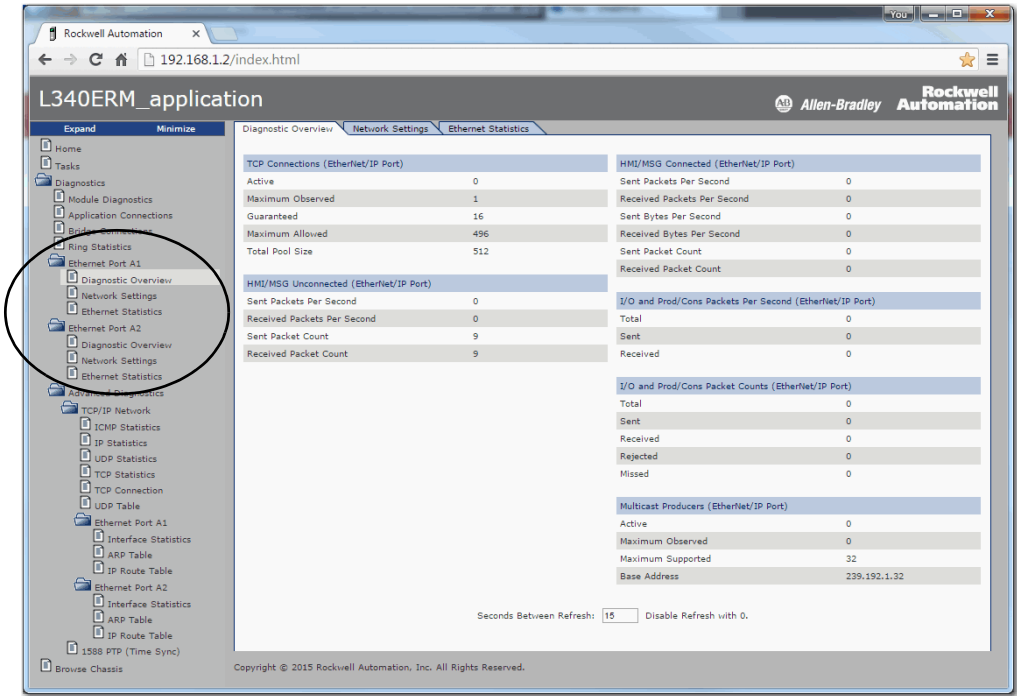 You
Rockwell Automation
192.168.1.2/index.html
L340ERM_application
Allen-Bradley
Rockwell
Automation
Expand Minimize
Home
Tasks
Diagnostics
Module Diagnostics
Application Connections
Bridge Connections
Ring Statistics
Ethernet Port A1
Diagnostic Overview
Network Settings
Ethernet Statistics
Ethernet Port A2
Diagnostic Overview
Network Settings
Ethernet Statistics
Advanced Diagnostics
TCP/IP Network
ICMP Statistics
IP Statistics
UDP Statistics
TCP Statistics
TCP Connection
UDP Table
Ethernet Port A1
Interface Statistics
ARP Table
IP Route Table
Ethernet Port A2
Interface Statistics
ARP Table
IP Route Table
1588 PTP (Time Sync)
Browse Chassis
Diagnostic Overview Network Settings Ethernet Statistics
TCP Connections (EtherNet/IP Port)
Active 0
Maximum Observed 1
Guaranteed 16
Maximum Allowed 496
Total Pool Size 512
HMI/MSG Unconnected (EtherNet/IP Port)
Sent Packets Per Second 0
Received Packets Per Second 0
Sent Packet Count 9
Received Packet Count 9
HMI/MSG Connected (EtherNet/IP Port)
Sent Packets Per Second 0
Received Packets Per Second 0
Sent Bytes Per Second 0
Received Bytes Per Second 0
Sent Packet Count 0
Received Packet Count 0
I/O and Prod/Cons Packets Per Second (EtherNet/IP Port)
Total 0
Sent 0
Received 0
I/O and Prod/Cons Packet Counts (EtherNet/IP Port)
Total 0
Sent 0
Received 0
Rejected 0
Missed 0
Multicast Producers (EtherNet/IP Port)
Active 0
Maximum Observed 0
Maximum Supported 32
Base Address 239.192.1.32
Seconds Between Refresh: 15 Disable Refresh with 0.
Copyright © 2015 Rockwell Automation, Inc. All Rights Reserved.